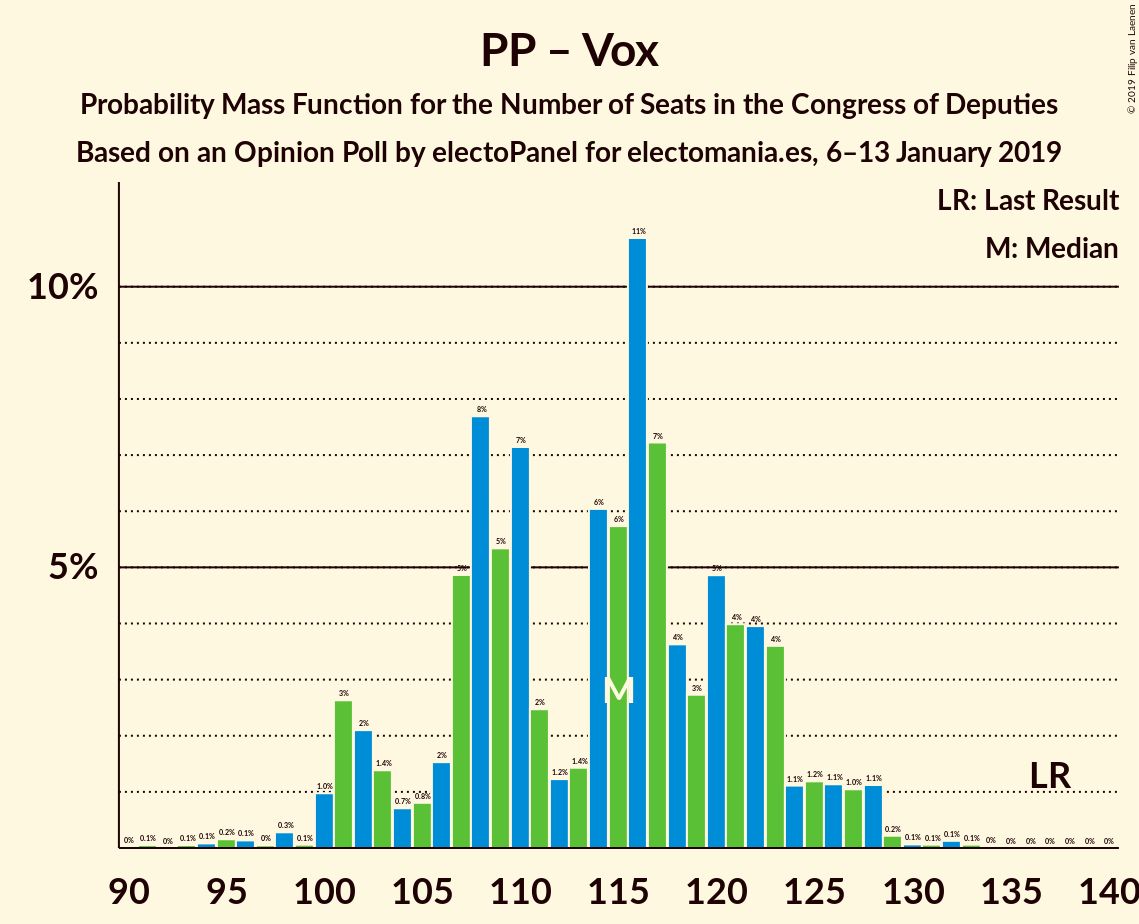 PP – Vox
Probability Mass Function for the Number of Seats in the Congress of Deputies
Based on an Opinion Poll by electoPanel for electomania.es, 6–13 January 2019
© 2019 Filip van Laenen
LR: Last Result
M: Median
10%
5%
0% 0.1% 0% 0.1% 0.1% 0.2% 0.1% 0% 0.3% 0.1% 1.0% 3% 2% 1.4% 0.7% 0.8% 2% 5% 8% 5% 7% 2% 1.2% 1.4% 6% 6% 11% 7% 4% 3% 5% 4% 4% 4% 1.1% 1.2% 1.1% 1.0% 1.1% 0.2% 0.1% 0.1% 0.1% 0.1% 0% 0% 0% 0% 0% 0% 0%
M
LR
90 95 100 105 110 115 120 125 130 135 140